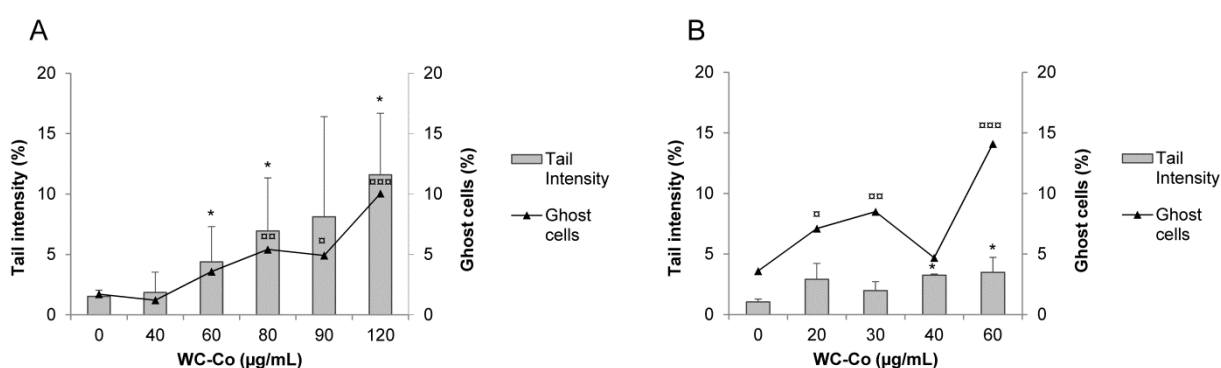 A
20
15
10
5
0
Tail intensity (%)
*
*
*
¤¤
¤
¤¤¤
20
15
10
5
0
Ghost cells (%)
0 40 60 80 90 120
WC-Co (µg/mL)
Tail
Intensity
Ghost
cells
B
20
15
10
5
0
Tail intensity (%)
¤
¤¤
¤¤¤
*
*
20
15
10
5
0
Ghost cells (%)
0 20 30 40 60
WC-Co (µg/mL)
Tail
Intensity
Ghost
cells